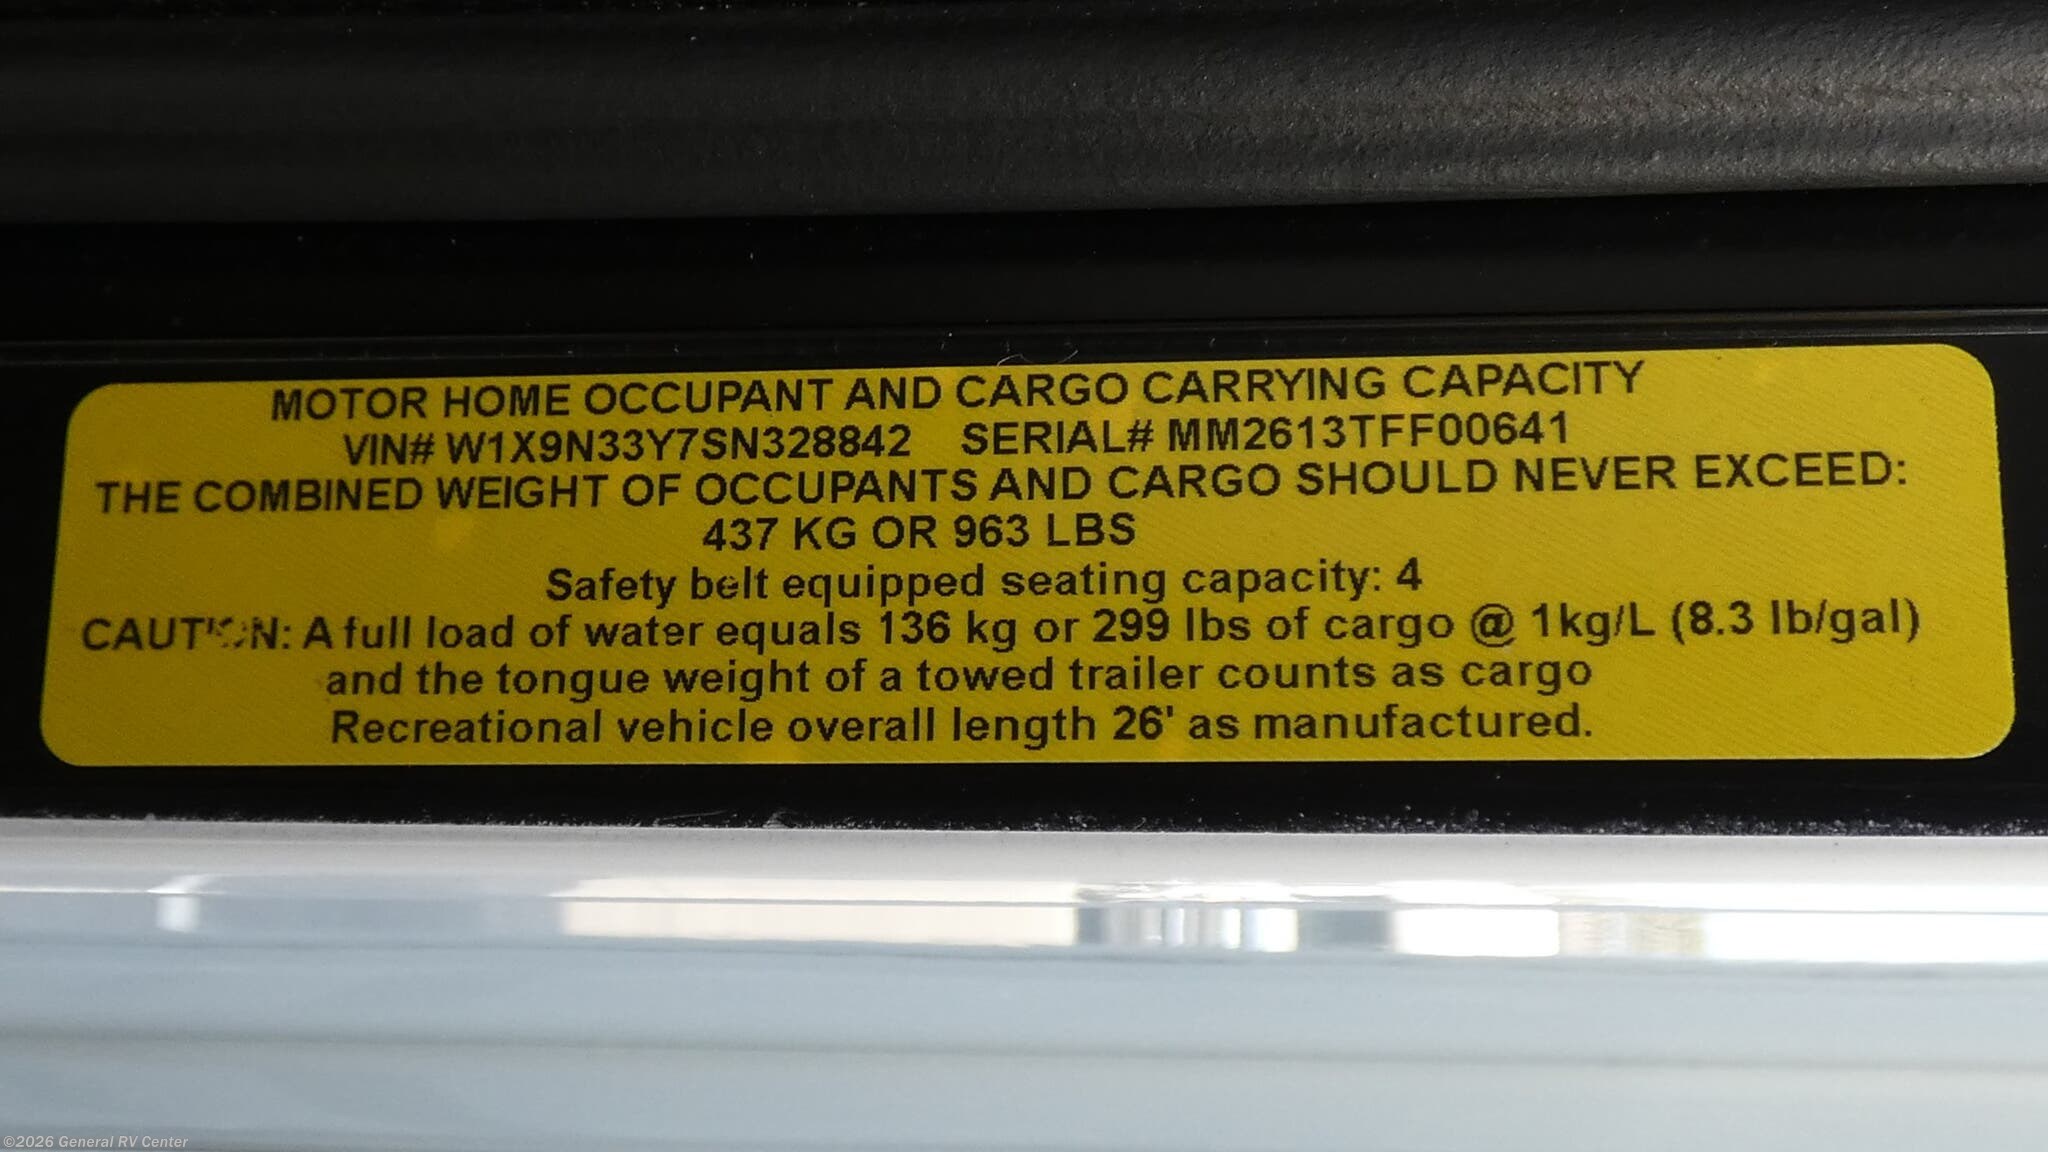 MOTOR HOME OCCUPANT AND CARGO CARRYING CAPACITY
VIN# W1X9N33Y7SN328842 SERIAL# MM2613TFF00641
THE COMBINED WEIGHT OF OCCUPANTS AND CARGO SHOULD NEVER EXCEED:
437 KG OR 963 LBS
Safety belt equipped seating capacity: 4
CAUTION: A full load of water equals 136 kg or 299 lbs of cargo @ 1kg/L (8.3 lb/gal)
and the tongue weight of a towed trailer counts as cargo
Recreational vehicle overall length 26' as manufactured.
©2026 General RV Center